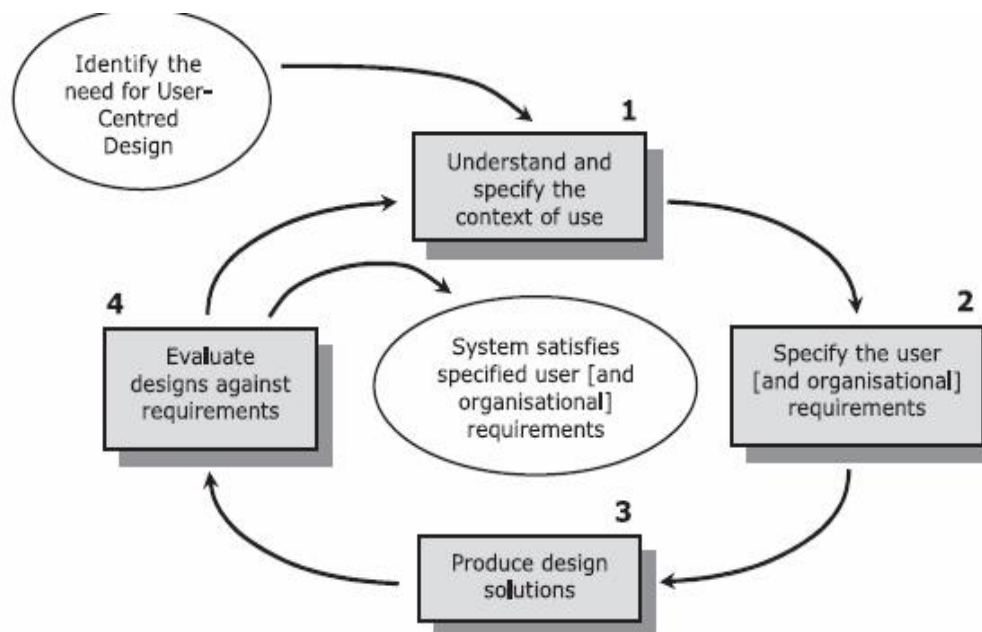 Identify the
need for User-
Centred
Design
1
Understand and
specify the
context of use
2
Specify the user
[and organisational]
requirements
3
Produce design
solutions
4
Evaluate
designs against
requirements
System satisfies
specified user [and
organisational]
requirements